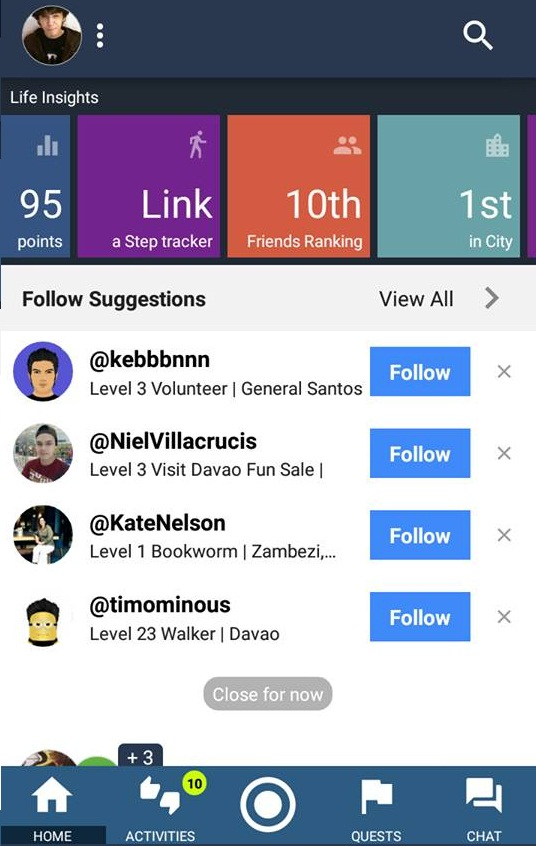 Life Insights
95
points
Link
a Step tracker
10th
Friends Ranking
1st
in City
Follow Suggestions
View All
@kebbbnnn
Level 3 Volunteer | General Santos
Follow
@NielVillacrucis
Level 3 Visit Davao Fun Sale |
Follow
@KateNelson
Level 1 Bookworm | Zambezi,...
Follow
@timominous
Level 23 Walker | Davao
Follow
Close for now
+ 3
10
HOME
ACTIVITIES
QUESTS
CHAT